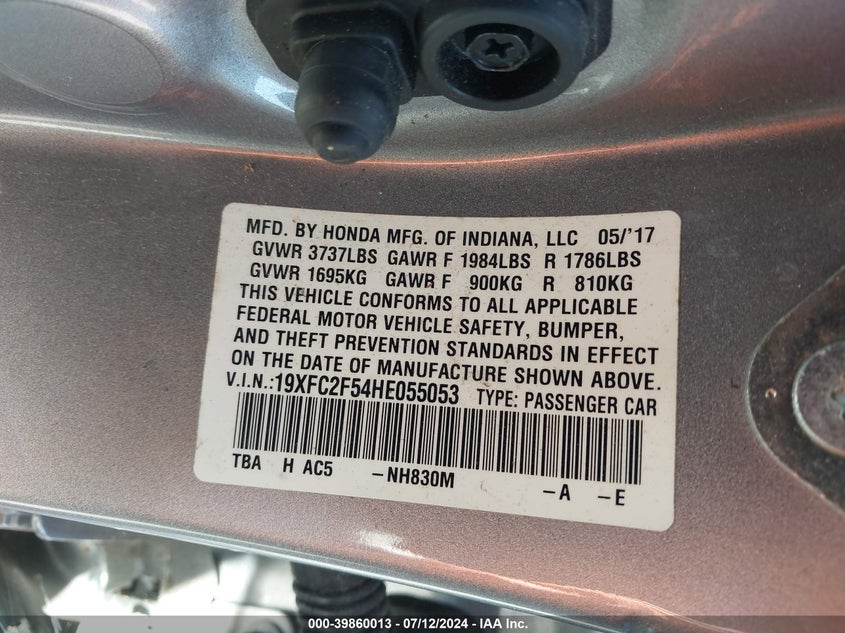 MFD. BY HONDA MFG. OF INDIANA, LLC 05/'17
GVWR 3737LBS GAWR F 1984LBS R 1786LBS
GVWR 1695KG GAWR F 900KG R 810KG
THIS VEHICLE CONFORMS TO ALL APPLICABLE
FEDERAL MOTOR VEHICLE SAFETY, BUMPER,
AND THEFT PREVENTION STANDARDS IN EFFECT
ON THE DATE OF MANUFACTURE SHOWN ABOVE.
V.I.N.:19XFC2F54HE055053 TYPE: PASSENGER CAR
TBA H AC5 -NH830M -A -E
000-39860013 - 07/12/2024 - IAA Inc.